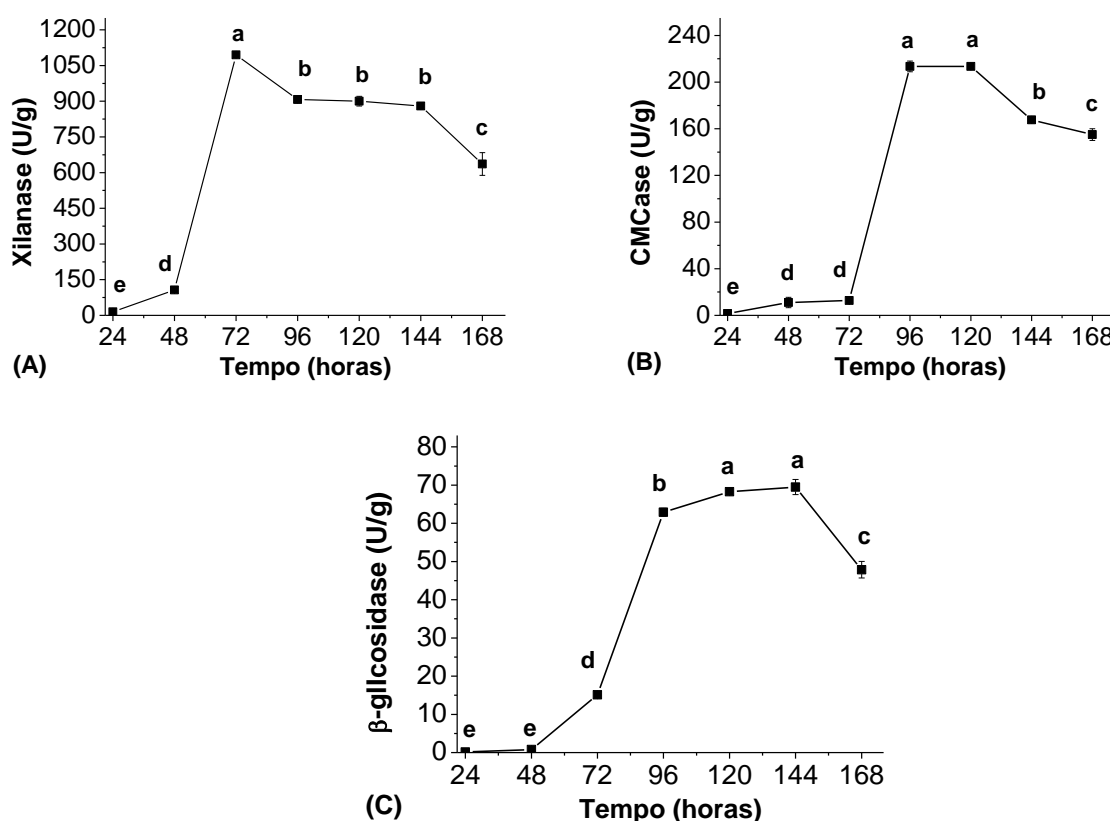 1200
1050
900
750
600
450
300
150
0
Xilanase (U/g)
a
b
b
b
c
d
e
24 48 72 96 120 144 168
Tempo (horas)
(A)
240
200
160
120
80
40
0
CMCase (U/g)
a
a
b
c
d
d
e
24 48 72 96 120 144 168
Tempo (horas)
(B)
80
70
60
50
40
30
20
10
0
β-glIcosidase (U/g)
a
a
b
c
d
e
e
24 48 72 96 120 144 168
Tempo (horas)
(C)